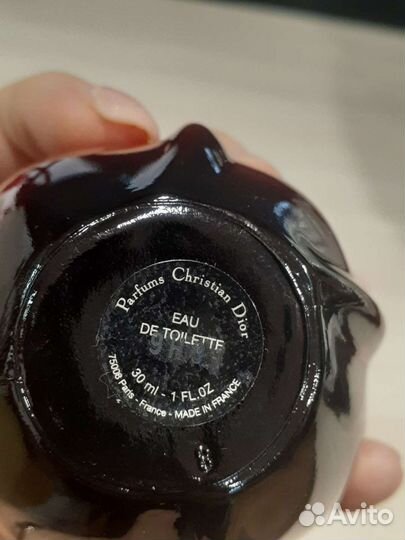 Parfums Christian Dior
EAU
DE TOILETTE
30 ml - 1 FL.OZ
75008 Paris - France - MADE IN FRANCE
Avito